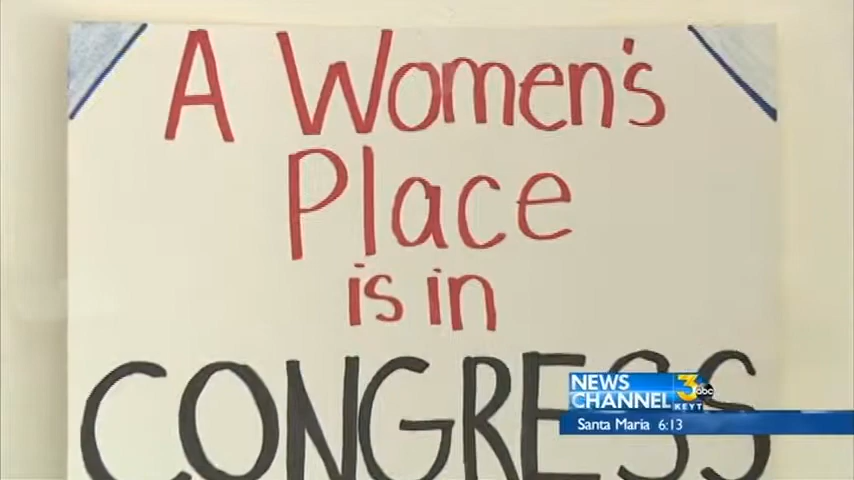 A Women's
Place
is in
CONGRESS
NEWS
CHANNEL 3 abc
KEYT
Santa Maria 6:13